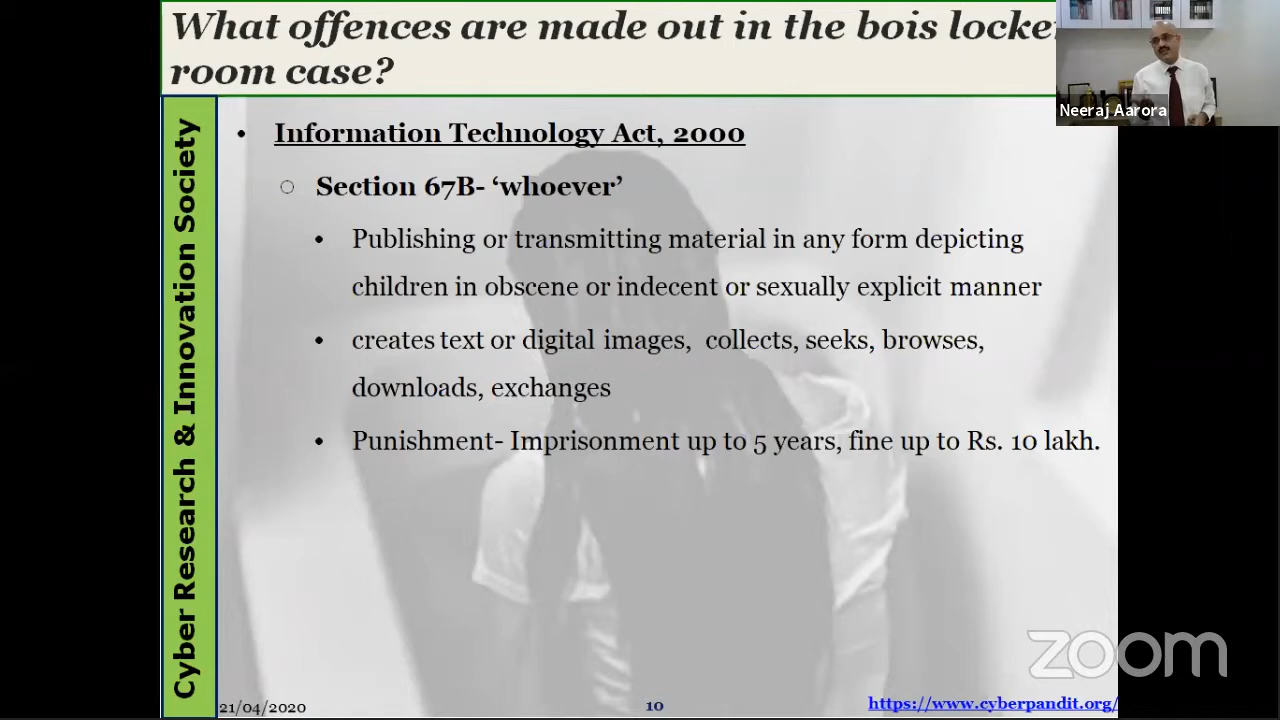 What offences are made out in the bois locke
room case?
Neeraj Aarora
Cyber Research & Innovation Society
• Information Technology Act, 2000
○ Section 67B- ‘whoever’
• Publishing or transmitting material in any form depicting
children in obscene or indecent or sexually explicit manner
• creates text or digital images, collects, seeks, browses,
downloads, exchanges
• Punishment- Imprisonment up to 5 years, fine up to Rs. 10 lakh.
zoom
21/04/2020
10
https://www.cyberpandit.org/